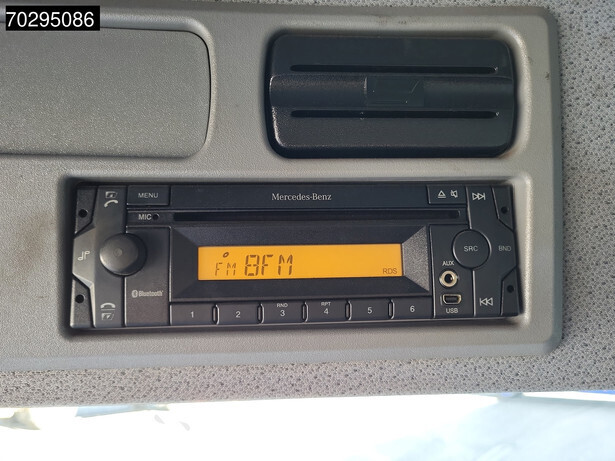 70295086
MENU
Mercedes-Benz
MIC
SRC
BND
AUX
FM 8FM
RDS
Bluetooth
RND
RPT
1 2 3 4 5 6
USB